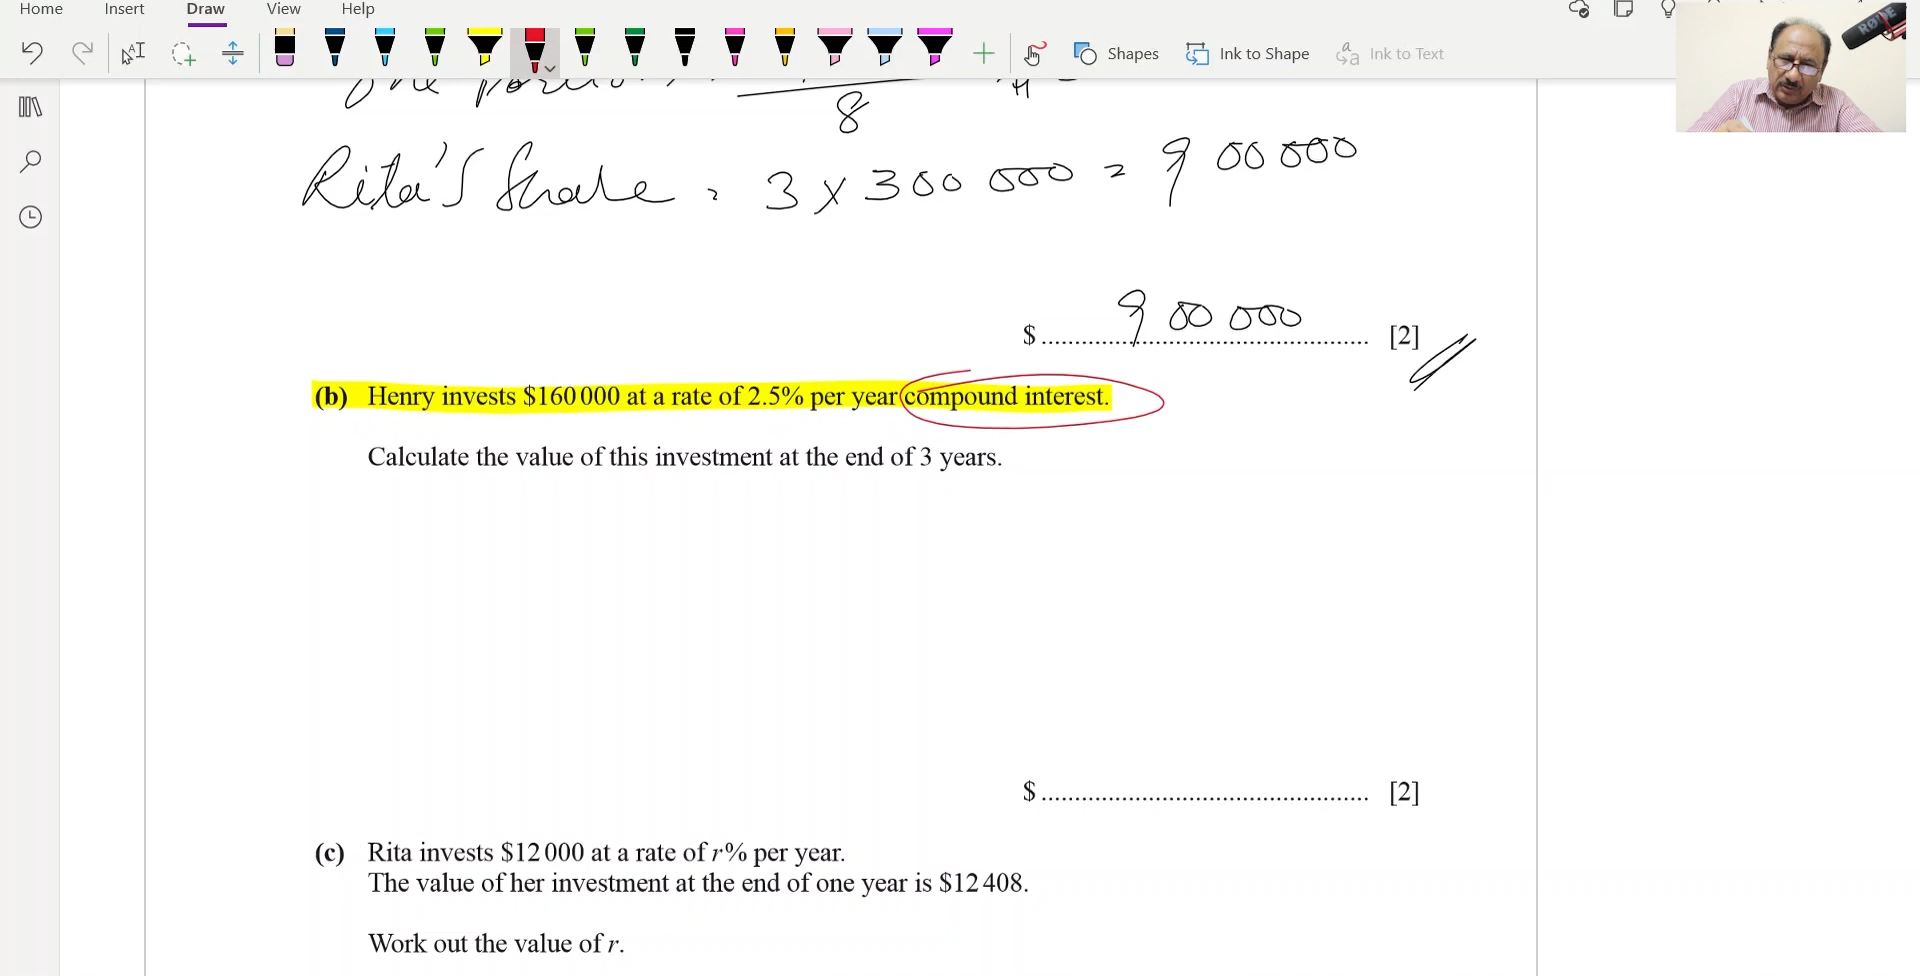 Home Insert Draw View Help
Shapes Ink to Shape Ink to Text
RØDE
8
Rita's Share = 3 x 300 000 = 900 000
$ 900 000 [2]
(b) Henry invests $160 000 at a rate of 2.5% per year compound interest.
Calculate the value of this investment at the end of 3 years.
$ [2]
(c) Rita invests $12 000 at a rate of r% per year.
The value of her investment at the end of one year is $12 408.
Work out the value of r.